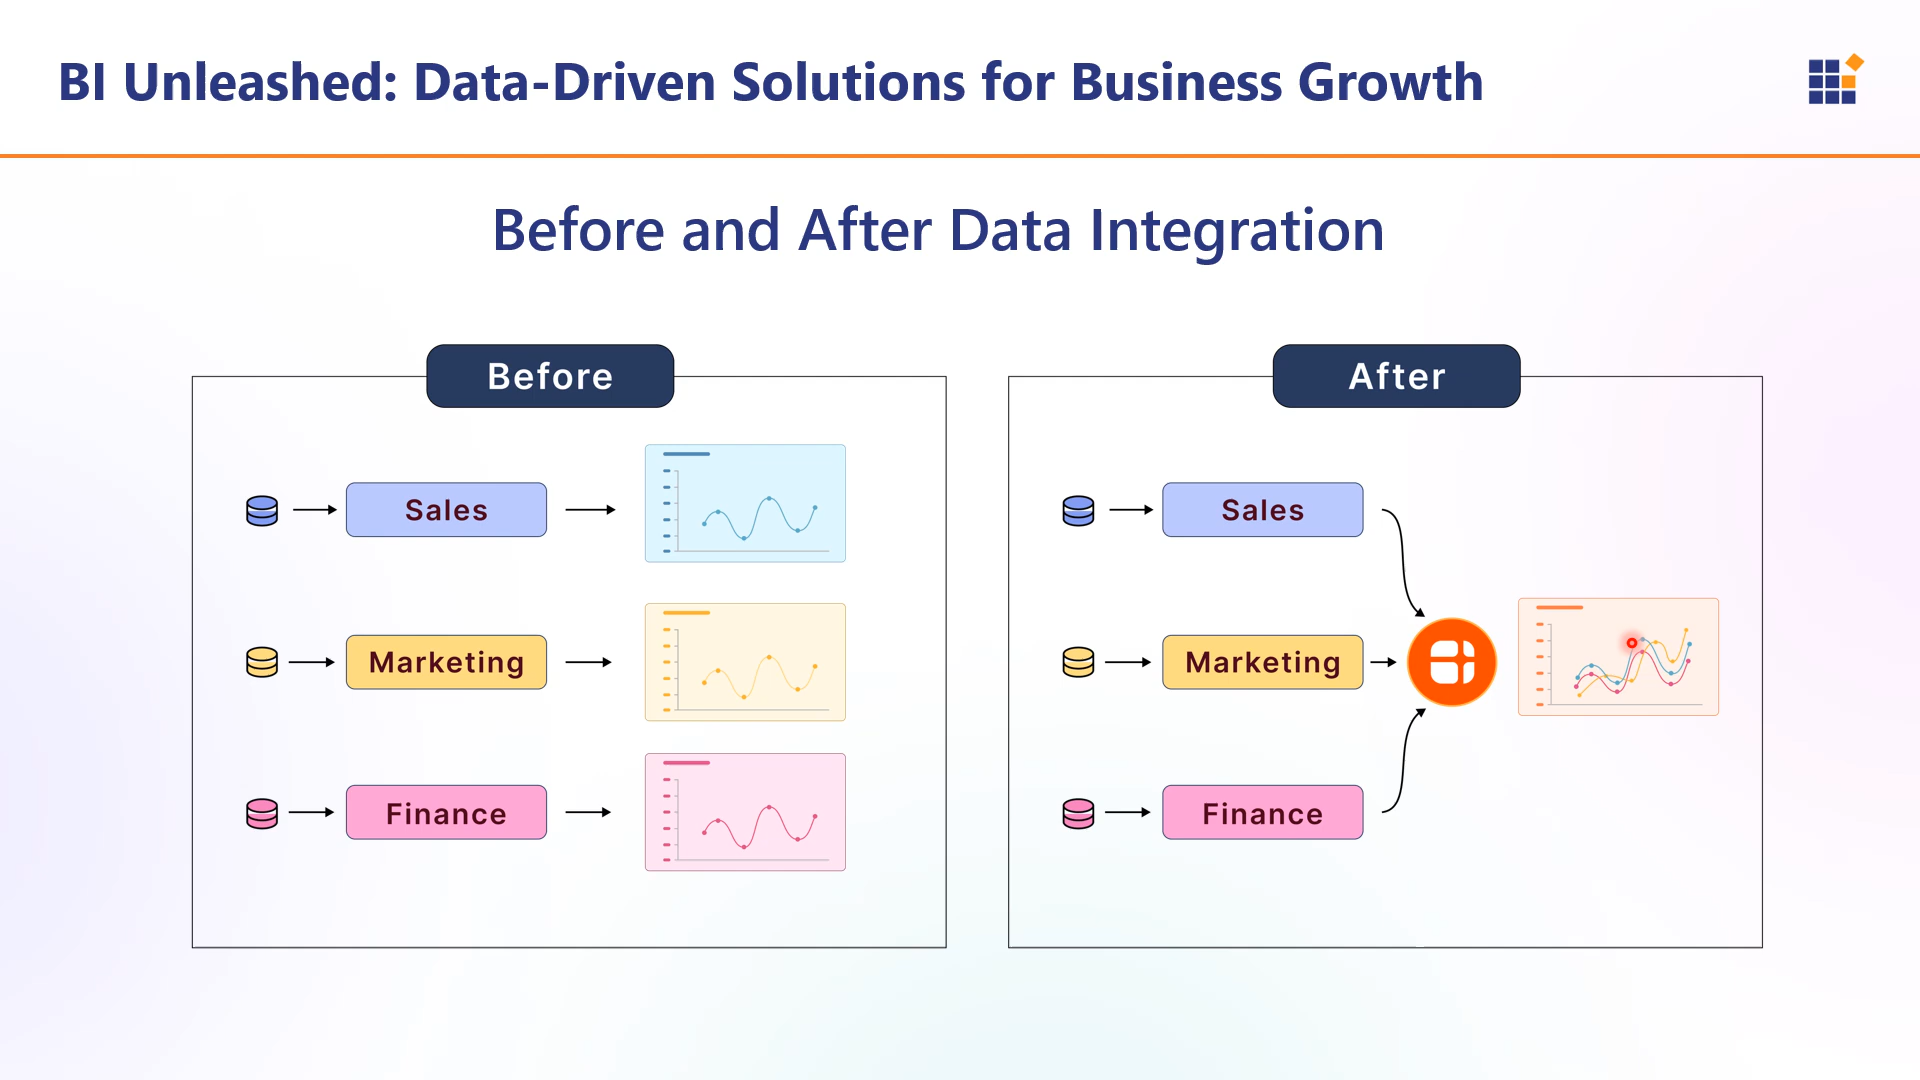 BI Unleashed: Data-Driven Solutions for Business Growth
Before and After Data Integration
Before
Sales
Marketing
Finance
After
Sales
Marketing
Finance